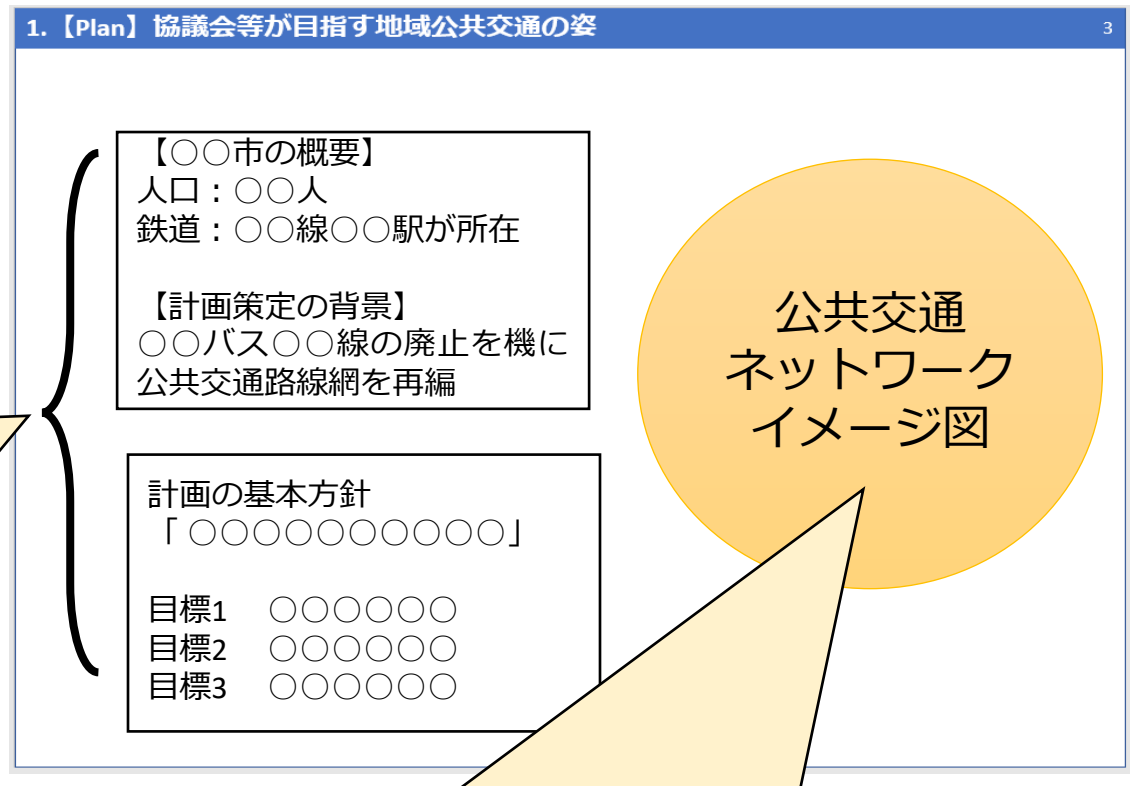 1.【Plan】協議会等が目指す地域公共交通の姿
3
【○○市の概要】
人口：○○人
鉄道：○○線○○駅が所在
【計画策定の背景】
○○バス○○線の廃止を機に
公共交通路線網を再編
計画の基本方針
「 ○○○○○○○○○○」
目標1 ○○○○○○
目標2 ○○○○○○
目標3 ○○○○○○
公共交通
ネットワーク
イメージ図